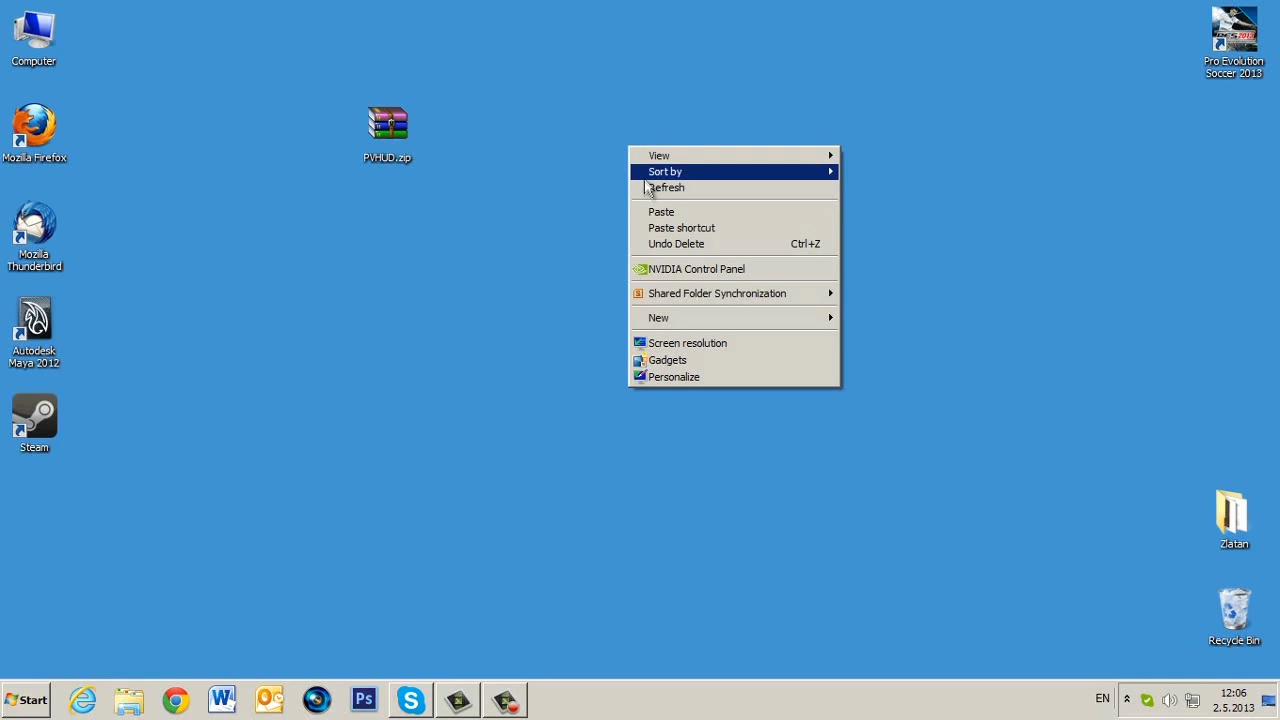 Computer
Mozilla Firefox
Mozilla
Thunderbird
Autodesk
Maya 2012
Steam
PVHUD.zip
View
Sort by
Refresh
Paste
Paste shortcut
Undo Delete Ctrl+Z
NVIDIA Control Panel
Shared Folder Synchronization
New
Screen resolution
Gadgets
Personalize
2013
Pro Evolution
Soccer 2013
Zlatan
Recycle Bin
Start
W
Ps
EN
12:06
2.5.2013